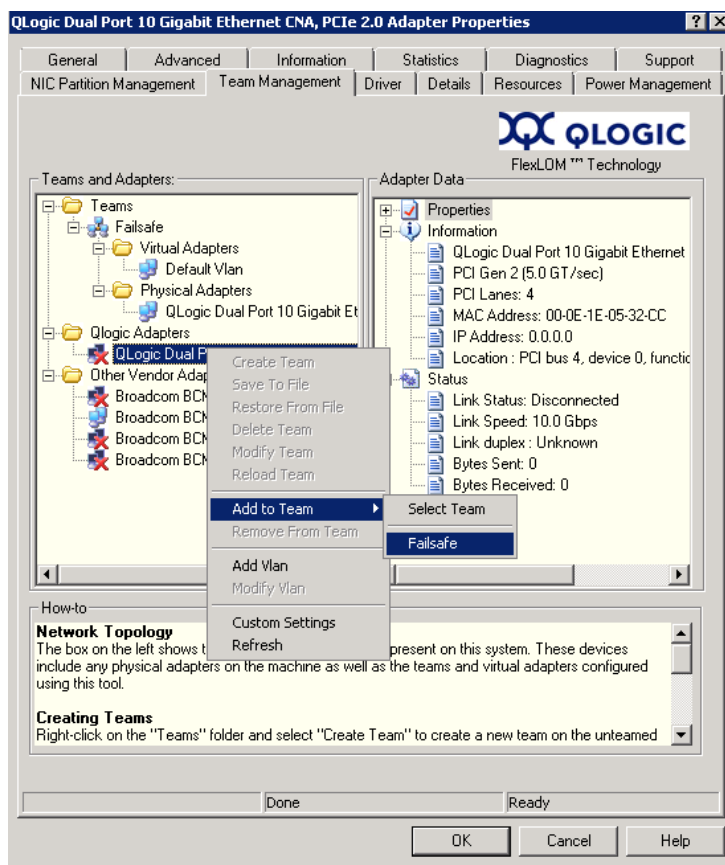 QLogic Dual Port 10 Gigabit Ethernet CNA, PCIe 2.0 Adapter Properties
General Advanced Information Statistics Diagnostics Support
NIC Partition Management Team Management Driver Details Resources Power Management
QLOGIC
FlexLOM ™ Technology
Teams and Adapters:
Teams
Failsafe
Virtual Adapters
Default Vlan
Physical Adapters
QLogic Dual Port 10 Gigabit Et
Qlogic Adapters
QLogic Dual P
Other Vendor Adap
Broadcom BCM
Broadcom BCM
Broadcom BCM
Broadcom BCM
Create Team
Save To File
Restore From File
Delete Team
Modify Team
Reload Team
Add to Team
Remove From Team
Add Vlan
Modify Vlan
Custom Settings
Refresh
Select Team
Failsafe
Adapter Data
Properties
Information
QLogic Dual Port 10 Gigabit Ethernet
PCI Gen 2 (5.0 GT/sec)
PCI Lanes: 4
MAC Address: 00-0E-1E-05-32-CC
IP Address: 0.0.0.0
Location : PCI bus 4, device 0, functic
Status
Link Status: Disconnected
Link Speed: 10.0 Gbps
Link duplex : Unknown
Bytes Sent: 0
Bytes Received: 0
How-to
Network Topology
The box on the left shows t present on this system. These devices
include any physical adapters on the machine as well as the teams and virtual adapters configured
using this tool.
Creating Teams
Right-click on the "Teams" folder and select "Create Team" to create a new team on the unteamed
Done Ready
OK Cancel Help